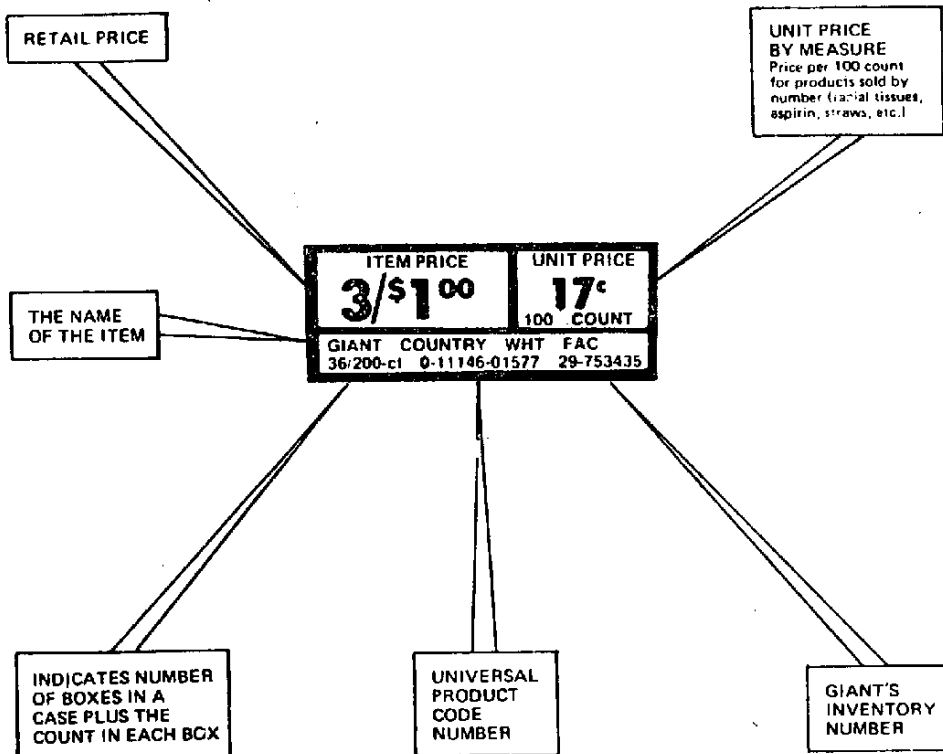 RETAIL PRICE
UNIT PRICE
BY MEASURE
Price per 100 count
for products sold by
number (facial tissues,
aspirin, straws, etc.)
ITEM PRICE
3/$1 00
UNIT PRICE
17c
100 COUNT
THE NAME
OF THE ITEM
GIANT COUNTRY WHT FAC
36/200-ct 0-11146-01577 29-753435
INDICATES NUMBER
OF BOXES IN A
CASE PLUS THE
COUNT IN EACH BOX
UNIVERSAL
PRODUCT
CODE
NUMBER
GIANT'S
INVENTORY
NUMBER